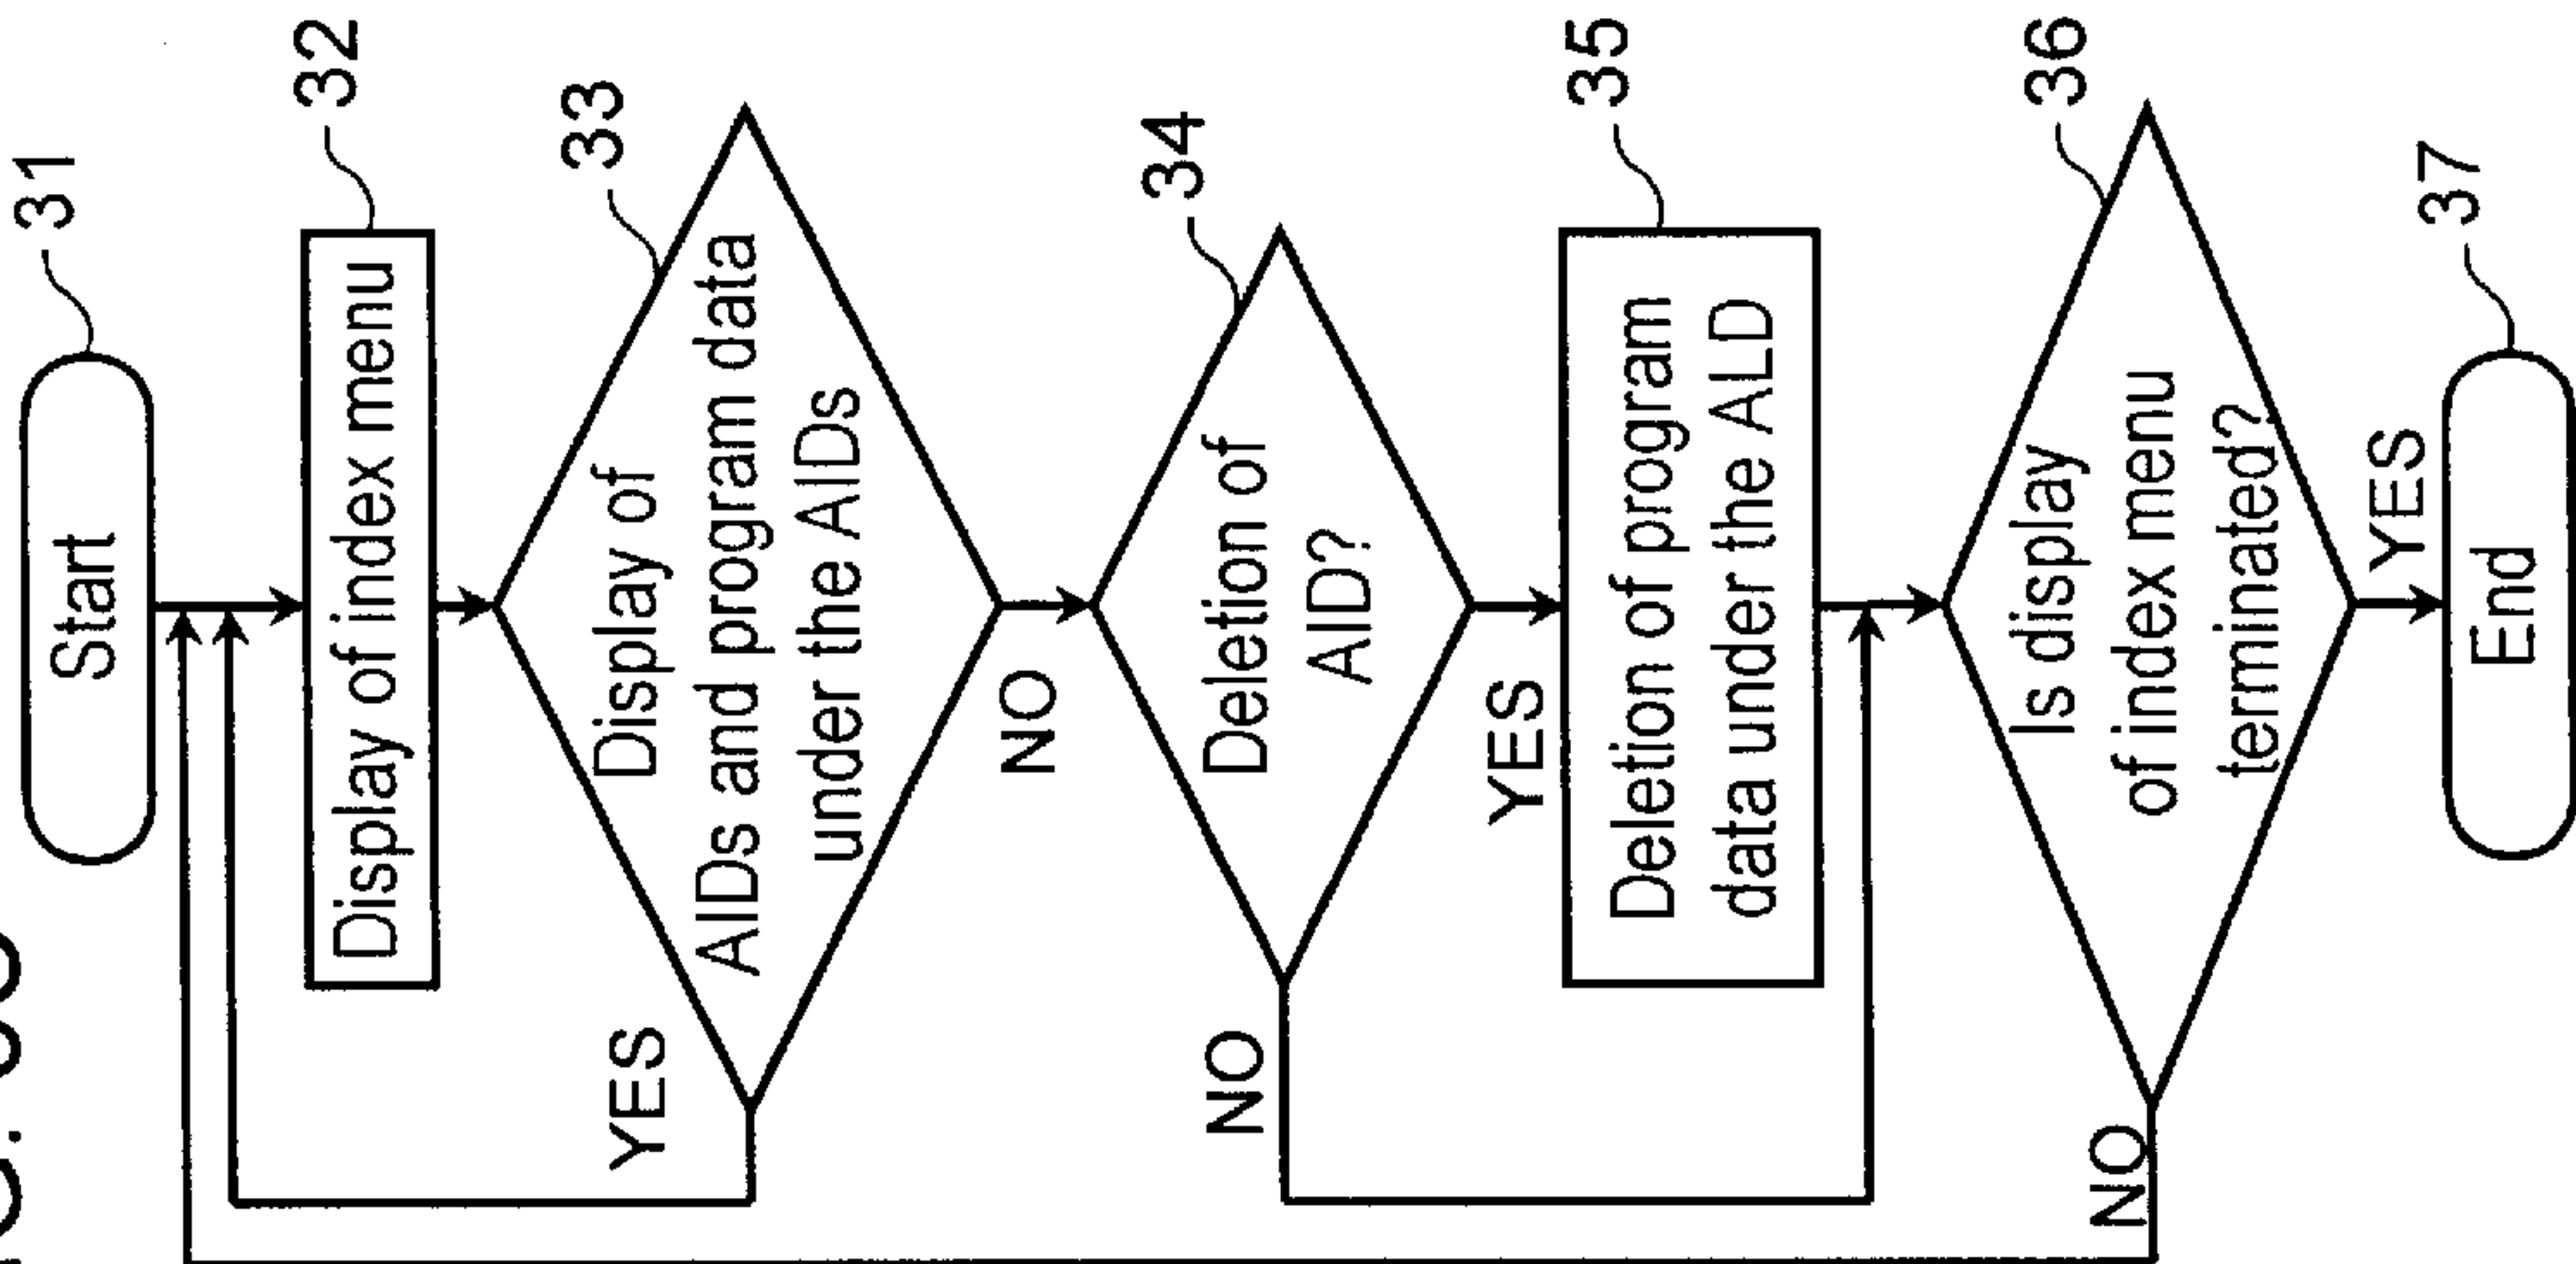 Start
31
Display of index menu
32
Display of
AIDs and program data
under the AIDs
33
YES
NO
Deletion of
AID?
34
NO
YES
Deletion of program
data under the ALD
35
Is display
of index menu
terminated?
36
NO
YES
End
37